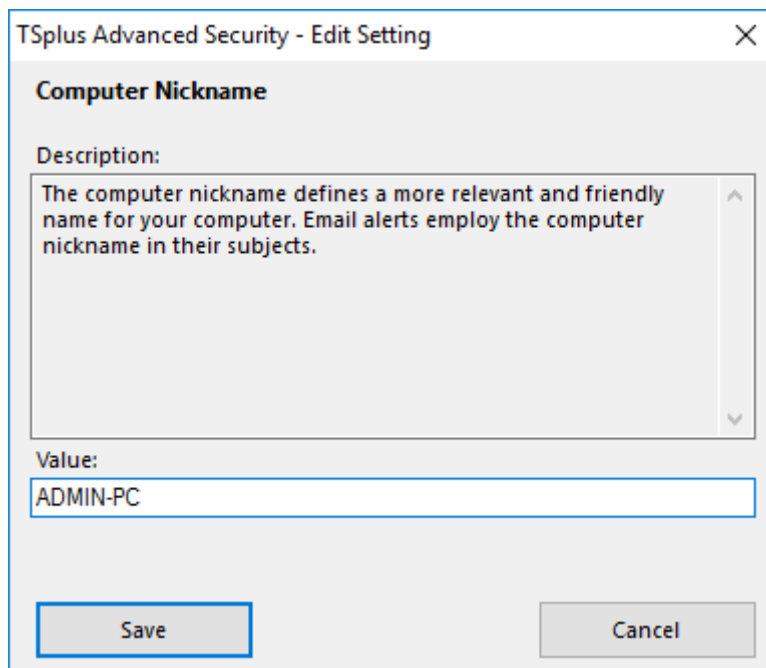 TSplus Advanced Security - Edit Setting
Computer Nickname
Description:
The computer nickname defines a more relevant and friendly
name for your computer. Email alerts employ the computer
nickname in their subjects.
Value:
ADMIN-PC
Save
Cancel